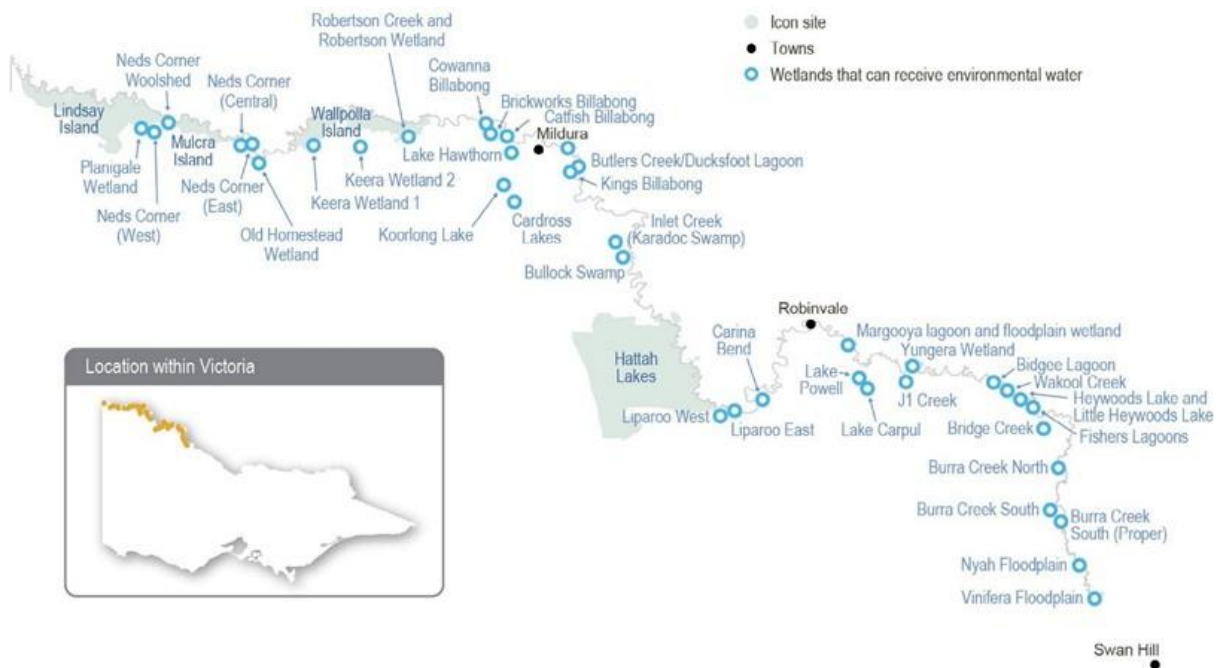 Icon site
Towns
Wetlands that can receive environmental water
Robertson Creek and
Robertson Wetland
Neds Corner
Woolshed
Neds Corner
(Central)
Cowanna
Billabong
Brickworks Billabong
Catfish Billabong
Lindsay
Island
Wallpolla
Island
Mildura
Mulcra
Island
Lake Hawthorn
Butlers Creek/Ducksfoot Lagoon
Planigale
Wetland
Neds Corner
(East)
Keera Wetland 2
Kings Billabong
Keera Wetland 1
Neds Corner
(West)
Old Homestead
Wetland
Koorlong Lake
Cardross
Lakes
Inlet Creek
(Karadoc Swamp)
Bullock Swamp
Robinvale
Carina
Bend
Margooya lagoon and floodplain wetland
Yungera Wetland
Hattah
Lakes
Lake
Powell
Bidgee Lagoon
Wakool Creek
J1 Creek
Heywoods Lake and
Little Heywoods Lake
Liparoo West
Liparoo East
Lake Carpul
Bridge Creek
Fishers Lagoons
Burra Creek North
Burra Creek South
Burra Creek
South (Proper)
Nyah Floodplain
Vinifera Floodplain
Swan Hill
Location within Victoria